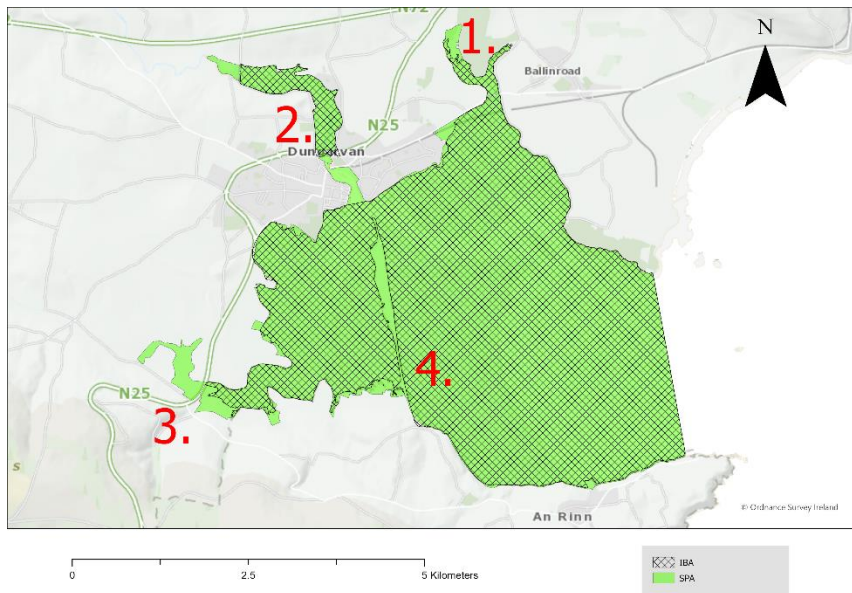 N72
1.
N
Ballinroad
2.
N25
Dungarvan
4.
N25
3.
An Rinn
© Ordnance Survey Ireland
0 2.5 5 Kilometers
IBA
SPA